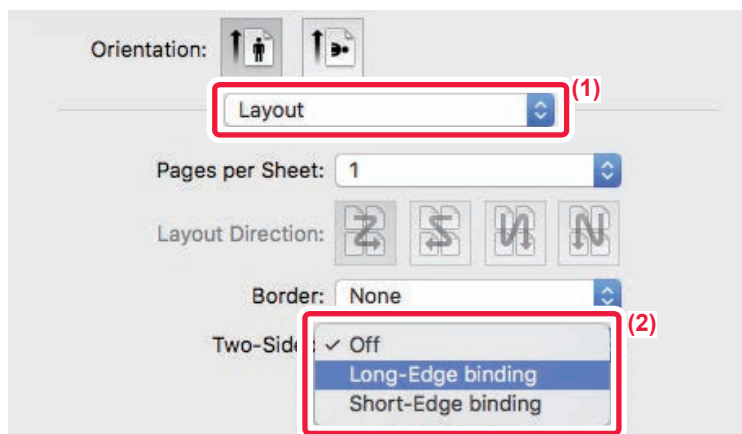 Orientation:
(1)
Layout
Pages per Sheet: 1
Layout Direction:
Border: None
(2)
Two-Side : ✓ Off
Long-Edge binding
Short-Edge binding